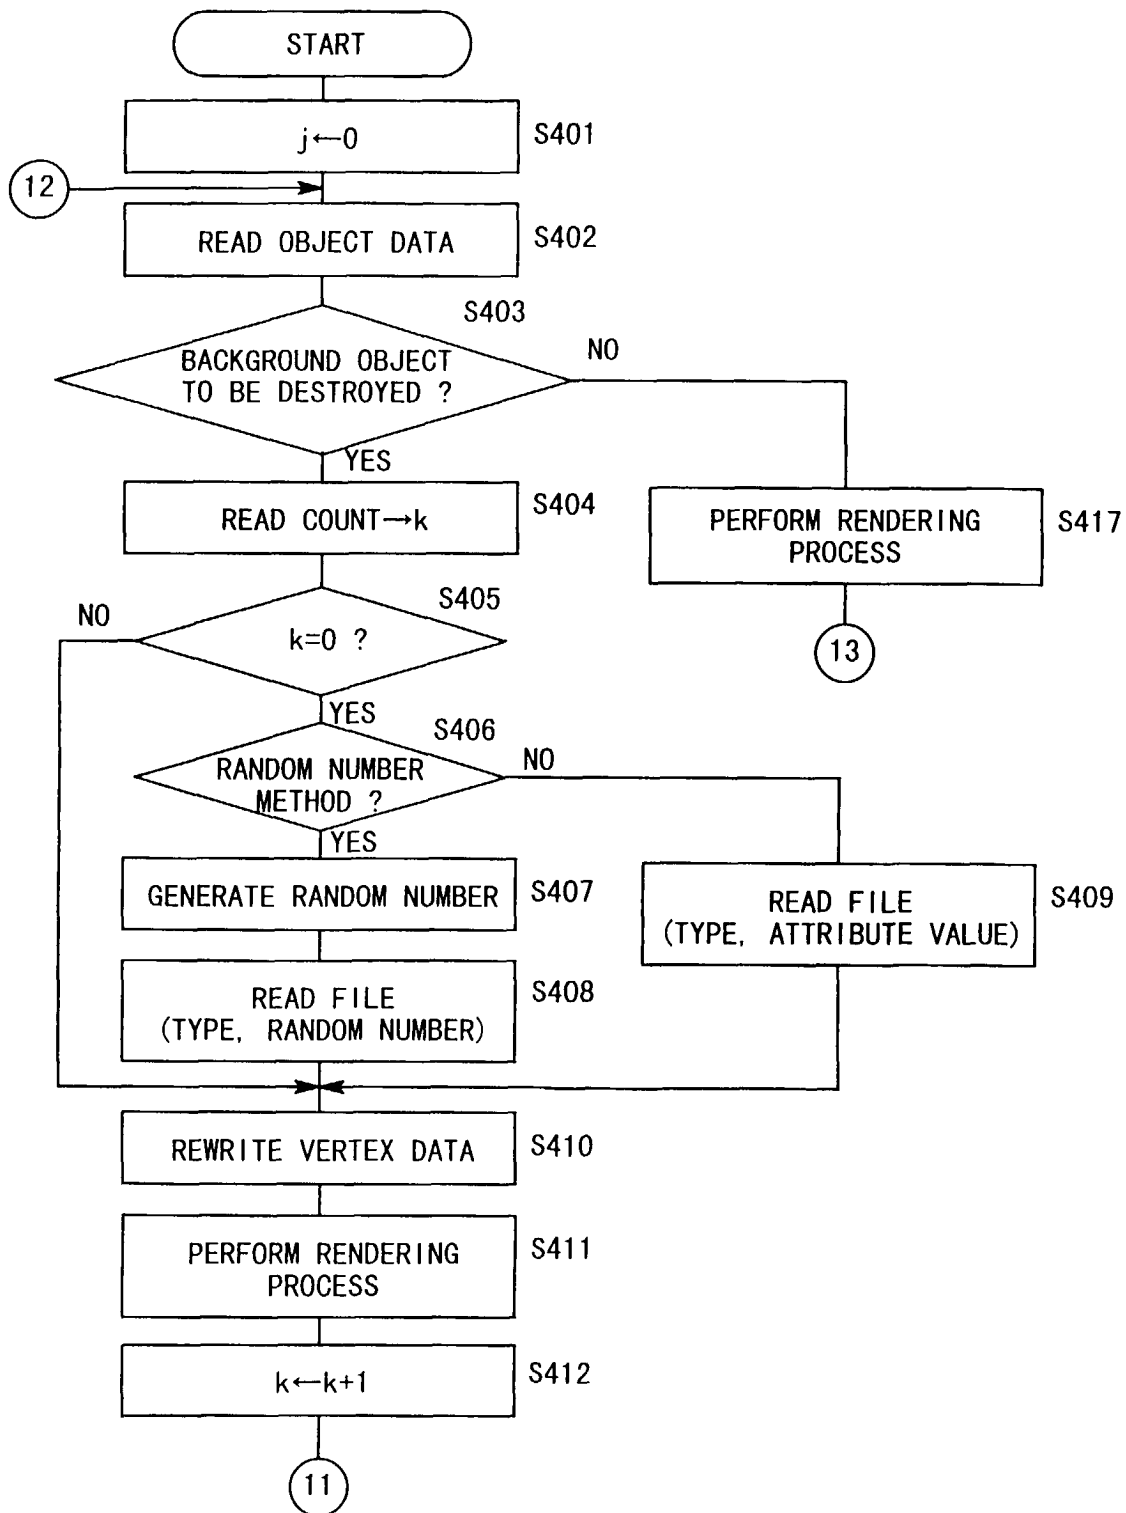 START
j←0
S401
12
READ OBJECT DATA
S402
S403
BACKGROUND OBJECT
TO BE DESTROYED ?
NO
YES
READ COUNT→k
S404
PERFORM RENDERING
PROCESS
S417
13
S405
NO
k=0 ?
YES
S406
RANDOM NUMBER
METHOD ?
NO
YES
GENERATE RANDOM NUMBER
S407
READ FILE
(TYPE, ATTRIBUTE VALUE)
S409
READ FILE
(TYPE, RANDOM NUMBER)
S408
REWRITE VERTEX DATA
S410
PERFORM RENDERING
PROCESS
S411
k←k+1
S412
11